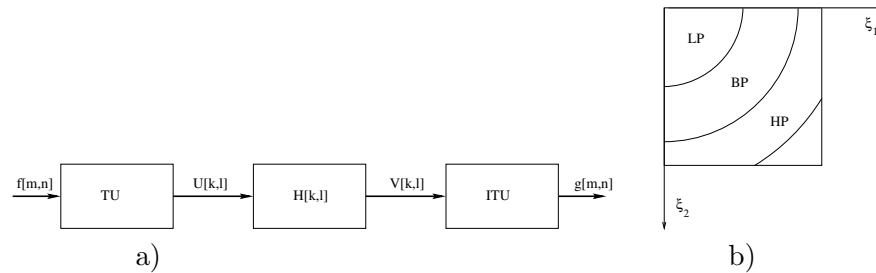 f[m,n]
TU
U[k,l]
H[k,l]
V[k,l]
ITU
g[m,n]
a)
ξ1
LP
BP
HP
ξ2
b)